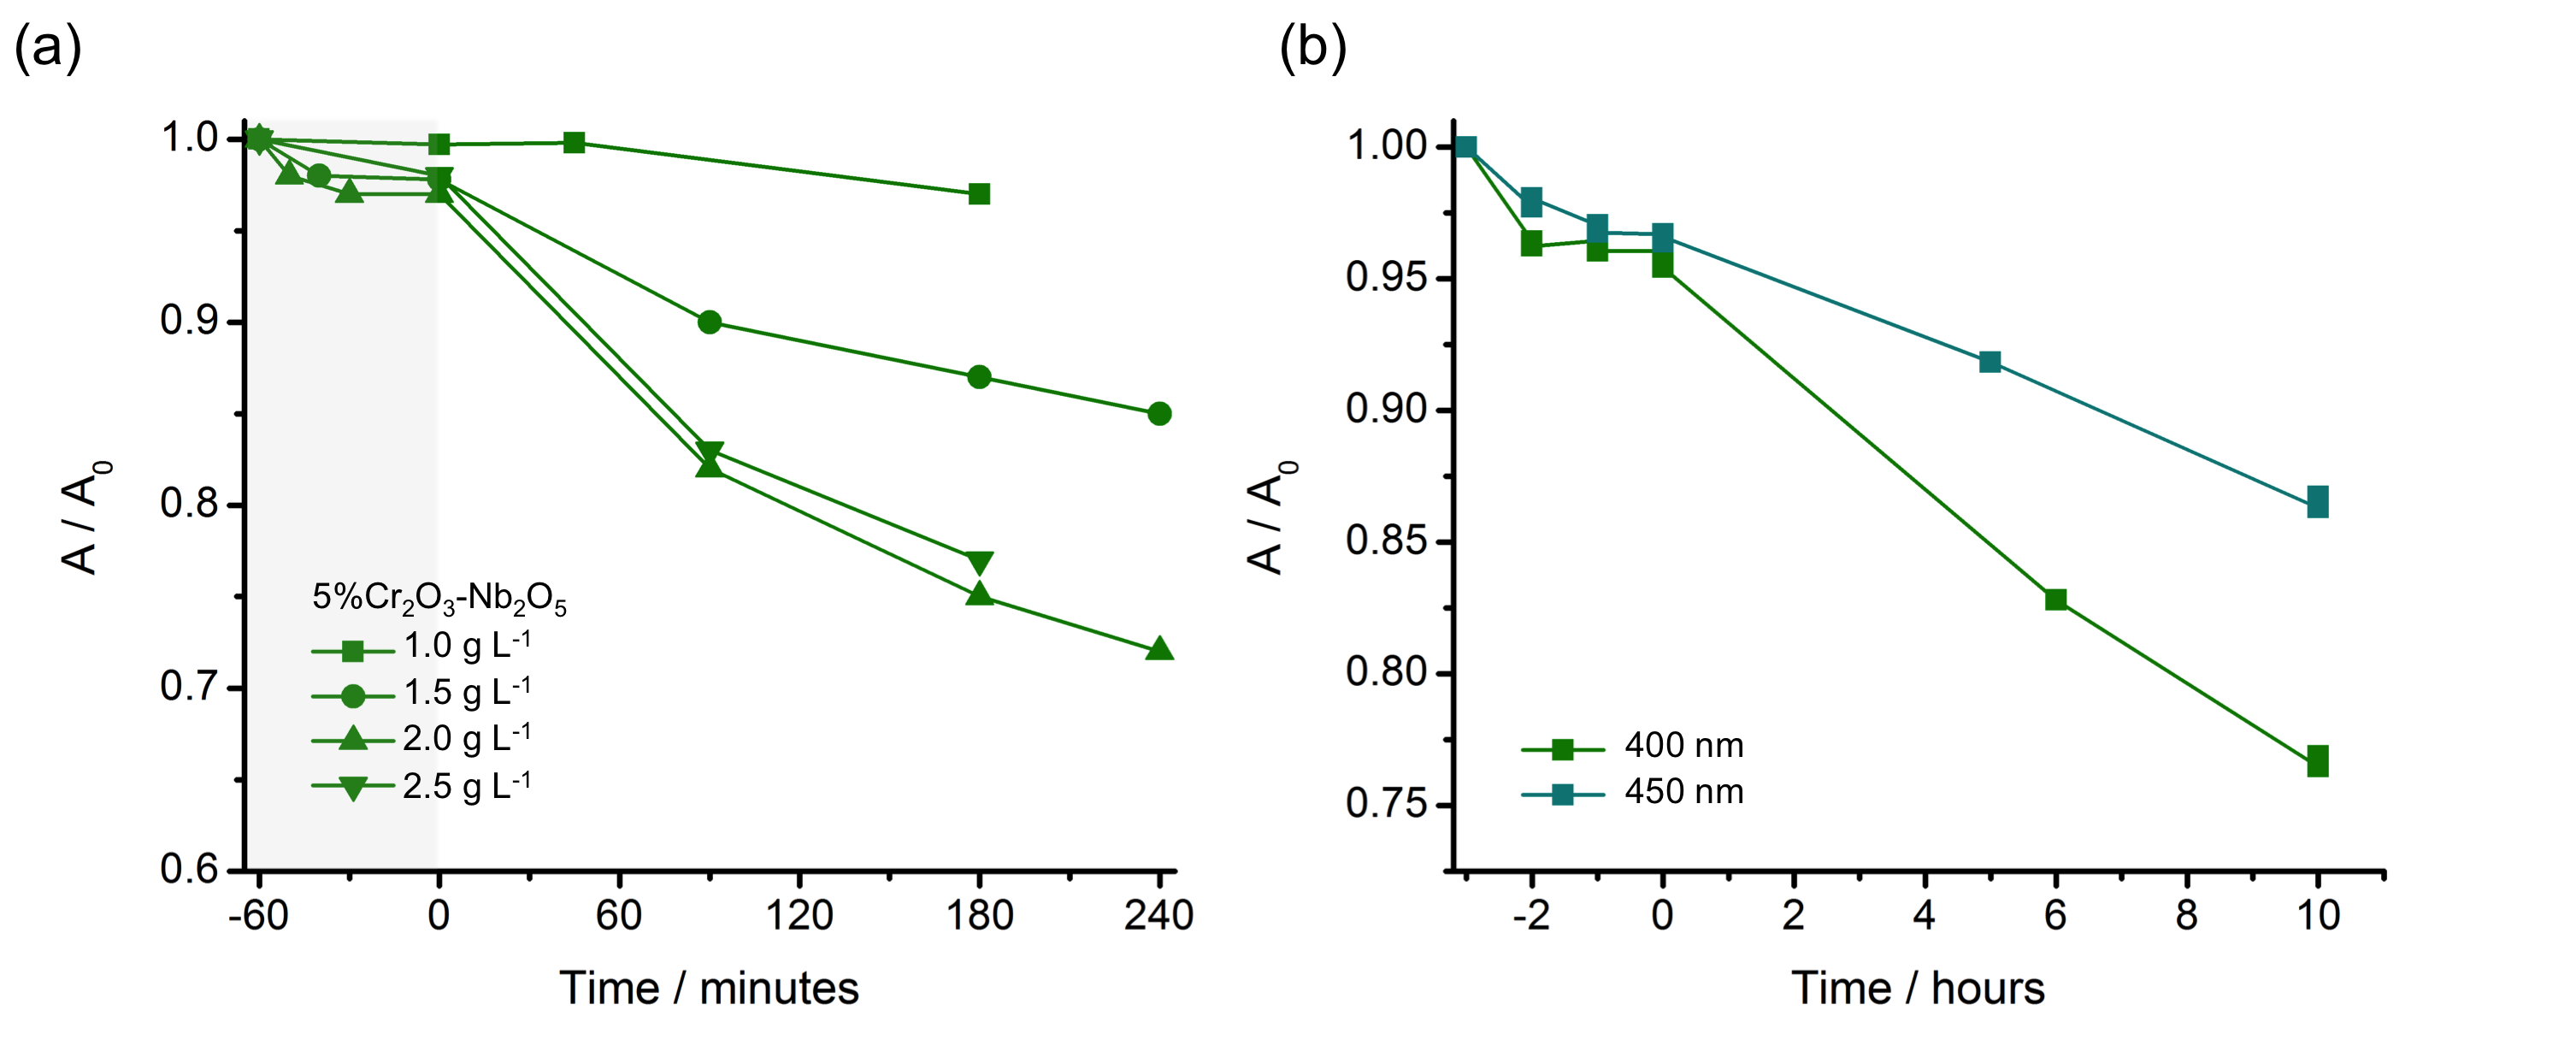 (a)
1.0
0.9
0.8
0.7
0.6
A / A₀
5%Cr₂O₃-Nb₂O₅
1.0 g L⁻¹
1.5 g L⁻¹
2.0 g L⁻¹
2.5 g L⁻¹
-60 0 60 120 180 240
Time / minutes
(b)
1.00
0.95
0.90
0.85
0.80
0.75
A / A₀
400 nm
450 nm
-2 0 2 4 6 8 10
Time / hours